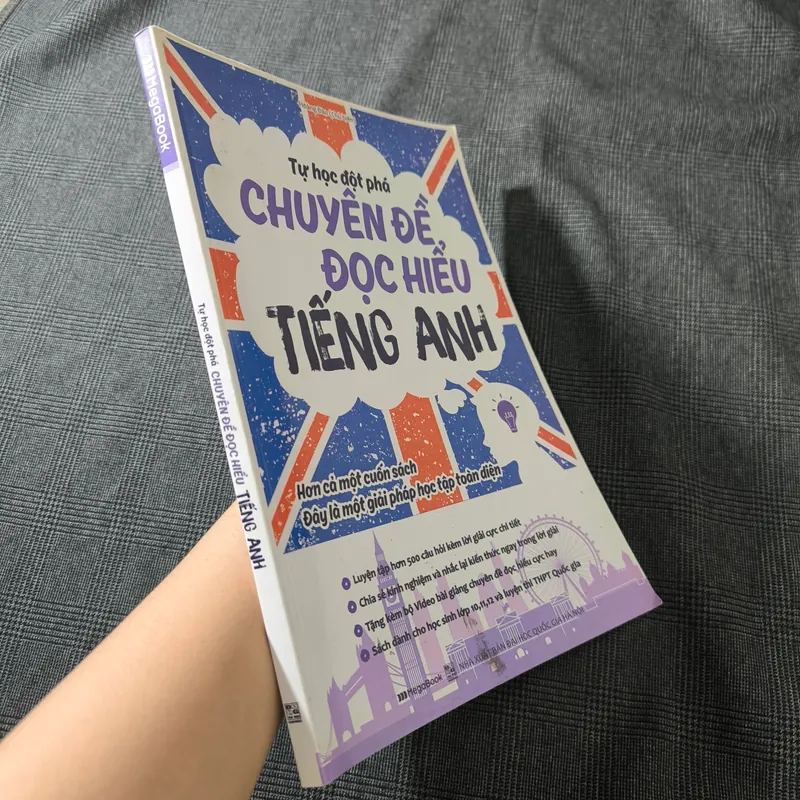 MegaBook
Tự học đột phá CHUYÊN ĐỀ ĐỌC HIỂU TIẾNG ANH
Tự học đột phá
CHUYÊN ĐỀ
ĐỌC HIỂU
TIẾNG ANH
Hơn cả một cuốn sách
Đây là một giải pháp học tập toàn diện
Luyện tập hơn 500 câu hỏi kèm lời giải cực chi tiết
Chia sẻ kinh nghiệm và nhắc lại kiến thức ngay trong lời giải
Tặng kèm bộ Video bài giảng chuyên đề đọc hiểu cực hay
Sách dành cho học sinh lớp 10,11,12 và luyện thi THPT Quốc gia
MegaBook
NHÀ XUẤT BẢN ĐẠI HỌC QUỐC GIA HÀ NỘI